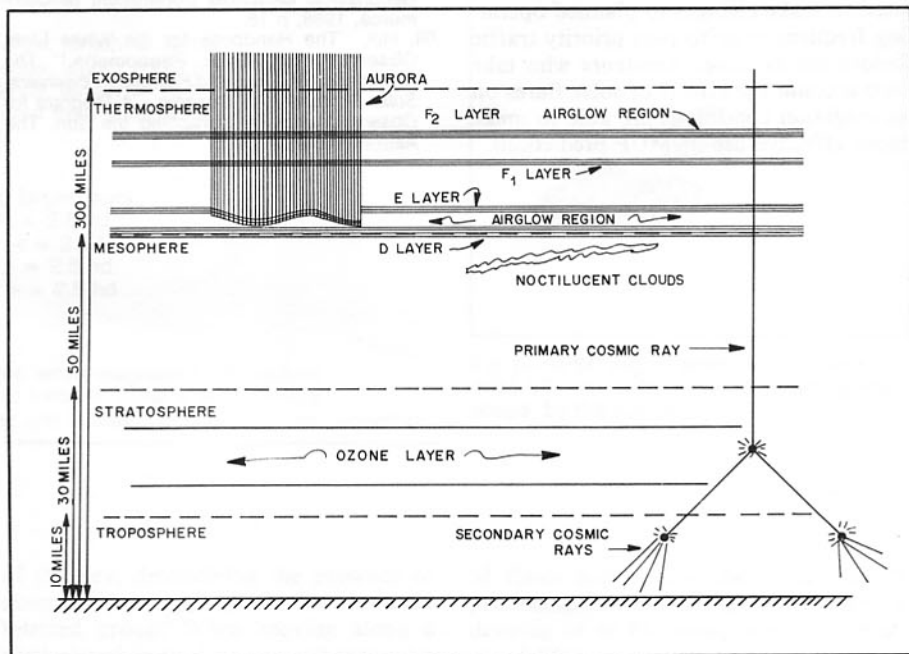 EXOSPHERE
AURORA
THERMOSPHERE
F2 LAYER
AIRGLOW REGION
F1 LAYER
E LAYER
AIRGLOW REGION
MESOPHERE
D LAYER
NOCTILUCENT CLOUDS
PRIMARY COSMIC RAY
STRATOSPHERE
OZONE LAYER
TROPOSPHERE
SECONDARY COSMIC
RAYS
300 MILES
50 MILES
30 MILES
10 MILES